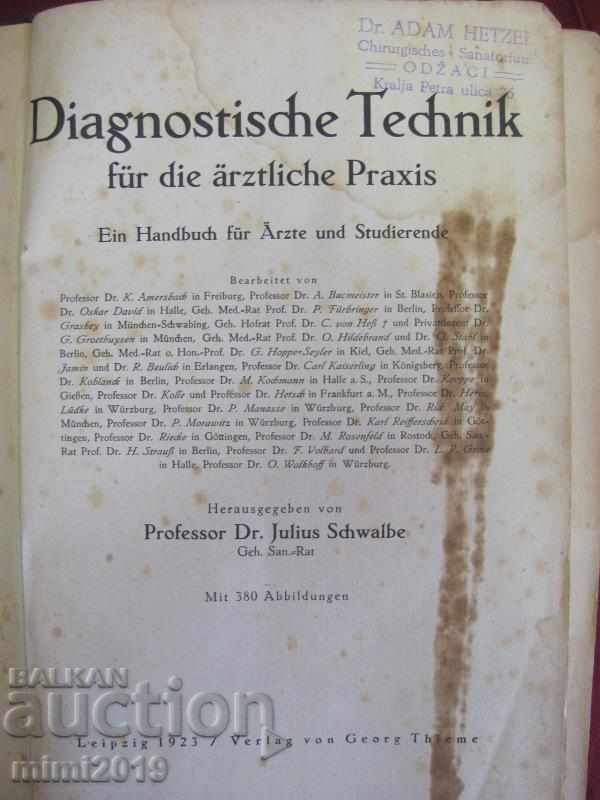 Dr. ADAM HETZEL
Chirurgisches Sanatorium
ODŽACI
Kralja Petra ulica 26
Diagnostische Technik
für die ärztliche Praxis
Ein Handbuch für Ärzte und Studierende
Bearbeitet von
Professor Dr. K. Amersbach in Freiburg, Professor Dr. A. Bacmeister in St. Blasien, Professor
Dr. Oskar David in Halle, Geh. Med.-Rat Prof. Dr. P. Fürbringer in Berlin, Professor Dr.
Grashey in München-Schwabing, Geh. Hofrat Prof. Dr. C. von Heß † und Privatdozent Dr.
G. Groethuysen in München, Geh. Med.-Rat Prof. Dr. O. Hildebrand und Dr. O. Stahl in
Berlin, Geh. Med.-Rat o. Hon.-Prof. Dr. G. Hoppe-Seyler in Kiel, Geh. Med.-Rat Prof. Dr.
Jamin und Dr. R. Beulich in Erlangen, Professor Dr. Carl Kaiserling in Königsberg, Professor
Dr. Koblanck in Berlin, Professor Dr. M. Kochmann in Halle a. S., Professor Dr. Koeppe in
Gießen, Professor Dr. Kolle und Professor Dr. Hetsch in Frankfurt a. M., Professor Dr. Herm.
Lüdke in Würzburg, Professor Dr. P. Manasse in Würzburg, Professor Dr. Rich. May in
München, Professor Dr. P. Morawitz in Würzburg, Professor Dr. Karl Reifferscheid in Göt-
tingen, Professor Dr. Riecke in Göttingen, Professor Dr. M. Rosenfeld in Rostock, Geh. San.-
Rat Prof. Dr. H. Strauß in Berlin, Professor Dr. F. Volhard und Professor Dr. L. R. Grote
in Halle, Professor Dr. O. Walkhoff in Würzburg.
Herausgegeben von
Professor Dr. Julius Schwalbe
Geh. San.-Rat
Mit 380 Abbildungen
Leipzig 1923 / Verlag von Georg Thieme
BALKAN
auction
mimi2019